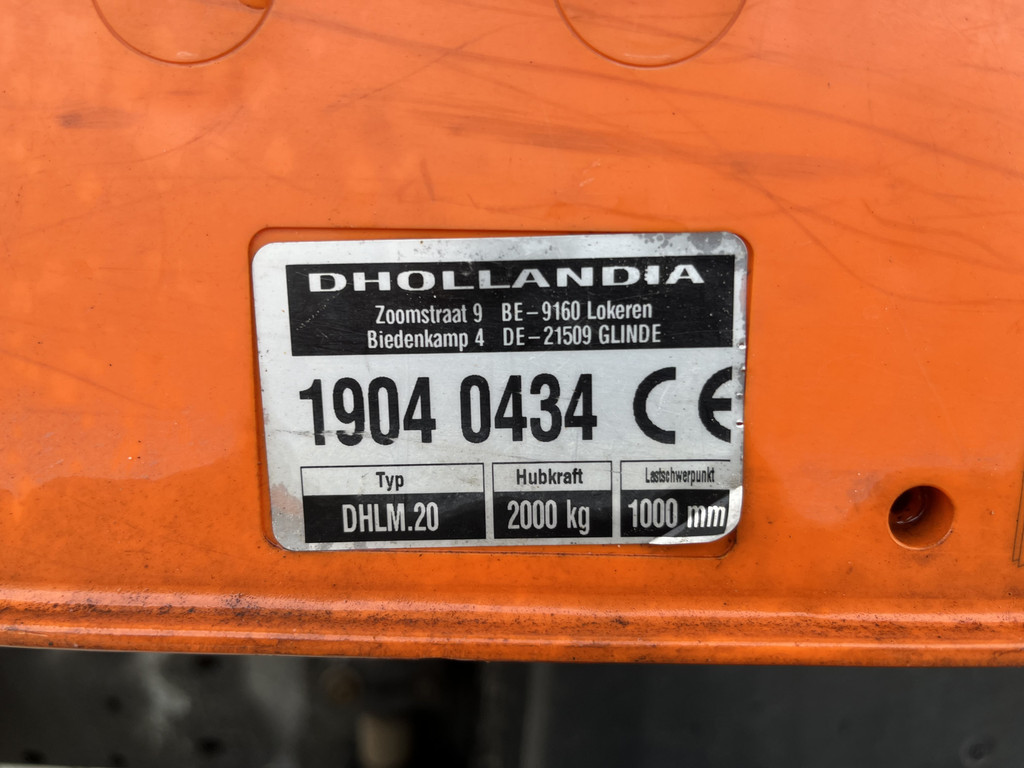 DHOLLANDIA
Zoomstraat 9 BE-9160 Lokeren
Biedenkamp 4 DE-21509 GLINDE
1904 0434 CE
Typ Hubkraft Lastschwerpunkt
DHLM.20 2000 kg 1000 mm